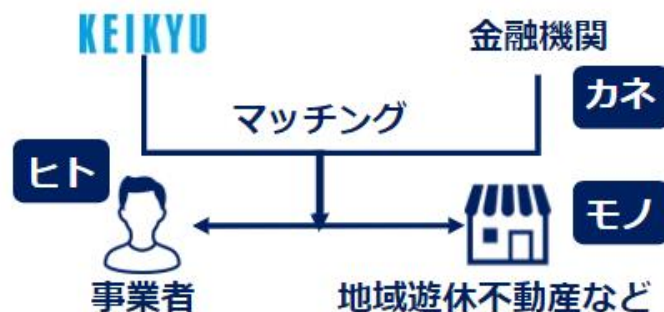 KEIKYU
金融機関
カネ
マッチング
ヒト
モノ
事業者
地域遊休不動産など